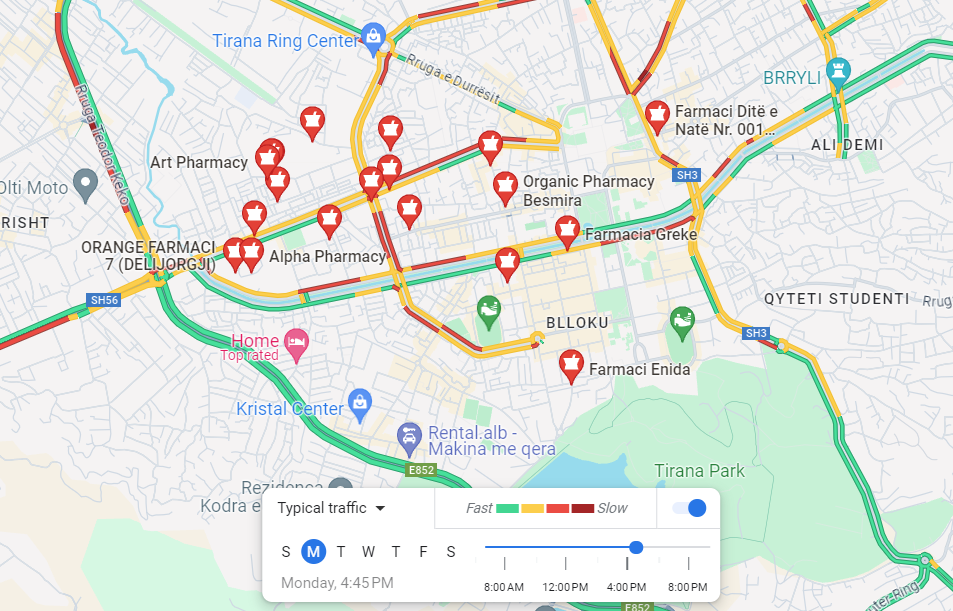 Tirana Ring Center
Rruga e Durrësit
BRRYLI
Rruga Teodor Keko
Farmaci Ditë e
Natë Nr. 001...
ALI DEMI
Art Pharmacy
SH3
Olti Moto
Organic Pharmacy
Besmira
RISHT
Farmacia Greke
ORANGE FARMACI
7 (DELIJORGJI)
Alpha Pharmacy
SH56
QYTETI STUDENTI
Rrug
BLLOKU
SH3
Home
Top rated
Farmaci Enida
Kristal Center
Rental.alb -
Makina me qera
E852
Tirana Park
Rezidenca
Kodra e
Typical traffic
Fast
Slow
S M T W T F S
Monday, 4:45 PM
8:00 AM 12:00 PM 4:00 PM 8:00 PM
E852
nter Ring